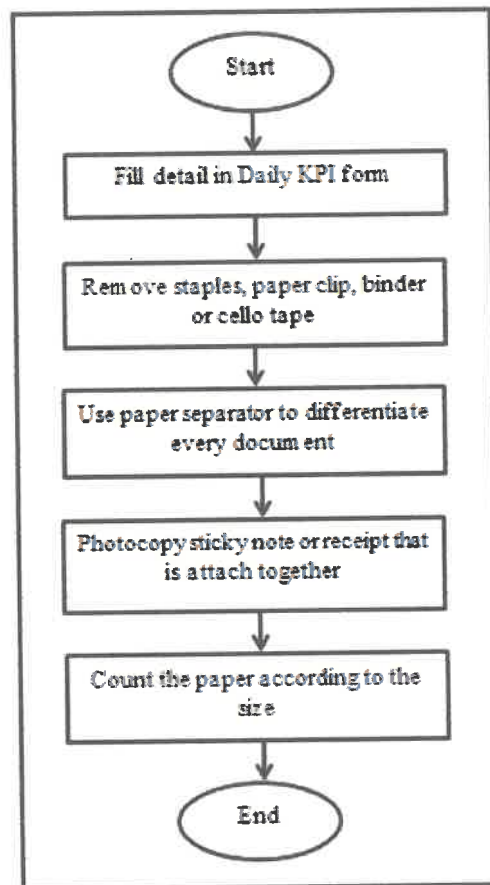 Start
Fill detail in Daily KPI form
Remove staples, paper clip, binder
or cello tape
Use paper separator to differentiate
every document
Photocopy sticky note or receipt that
is attach together
Count the paper according to the
size
End